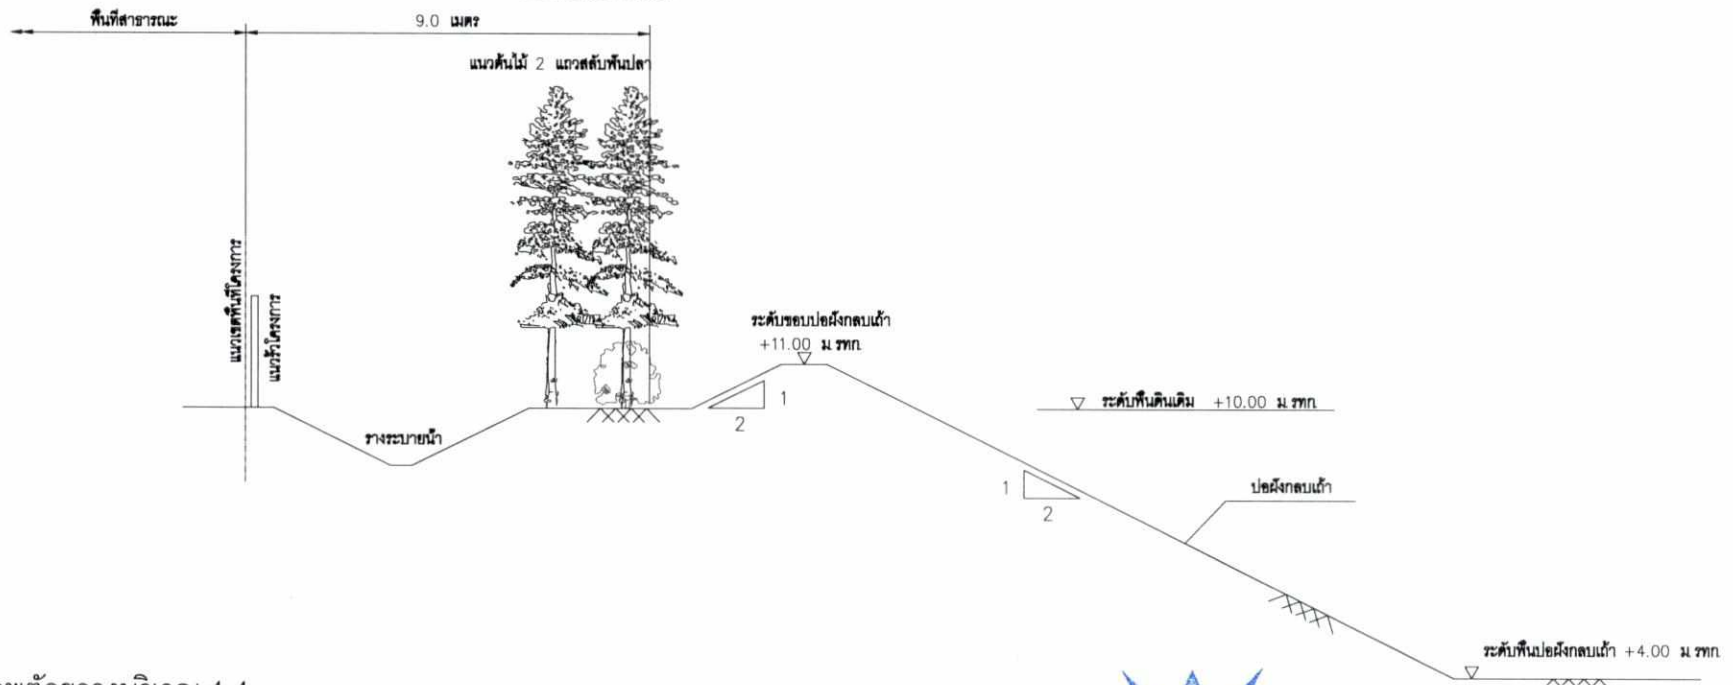 พื้นที่สาธารณะ
9.0 เมตร
แนวต้นไม้ 2 แถวสลับฟันปลา
แนวเขตพื้นที่โครงการ
แนวรั้วโครงการ
ระดับขอบบ่อฝังกลบเถ้า
+11.00 ม.รทก.
1
2
ระดับพื้นดินเดิม +10.00 ม.รทก.
รางระบายน้ำ
1
2
บ่อฝังกลบเถ้า
ระดับพื้นบ่อฝังกลบเถ้า +4.00 ม.รทก.